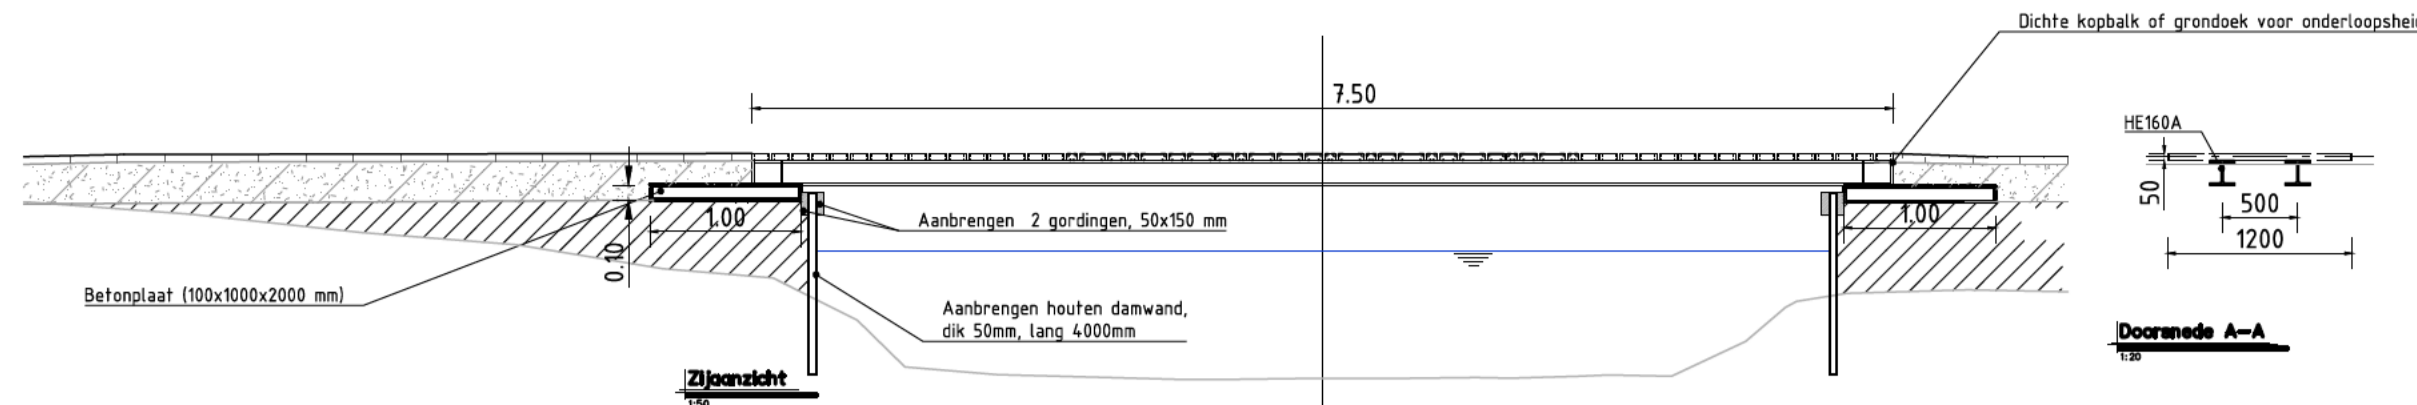 Dichte kopbalk of grondoek voor onderloopsheid
7.50
HE160A
50
500
1200
1.00
1.00
0.10
Aanbrengen 2 gordingen, 50x150 mm
Betonplaat (100x1000x2000 mm)
Aanbrengen houten damwand,
dik 50mm, lang 4000mm
Zijaanzicht
1:50
Doorsnede A-A
1:20